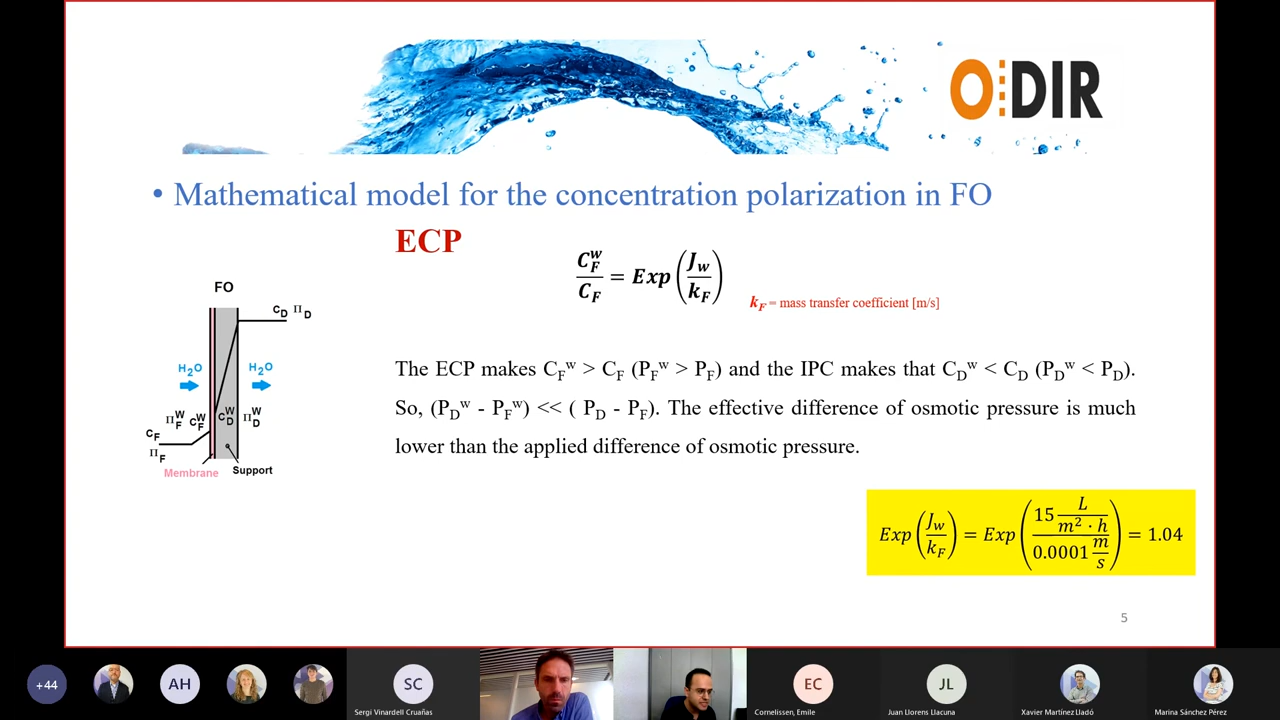 O DIR
• Mathematical model for the concentration polarization in FO
ECP
C_F^w / C_F = Exp(J_w / k_F)
k_F = mass transfer coefficient [m/s]
FO
C_D Π_D
H₂O H₂O
Π_F^W C_F^W C_D^W Π_D^W
C_F
Π_F
Membrane Support
The ECP makes C_F^w > C_F (P_F^w > P_F) and the IPC makes that C_D^w < C_D (P_D^w < P_D).
So, (P_D^w - P_F^w) << ( P_D - P_F). The effective difference of osmotic pressure is much
lower than the applied difference of osmotic pressure.
Exp(J_w / k_F) = Exp(15 L/(m² · h) / 0.0001 m/s) = 1.04
5
+44 AH SC EC JL
Sergi Vinardell Cruañas Cornelissen, Emile Juan Llorens Llacuna Xavier Martínez Lladó Marina Sánchez Pérez